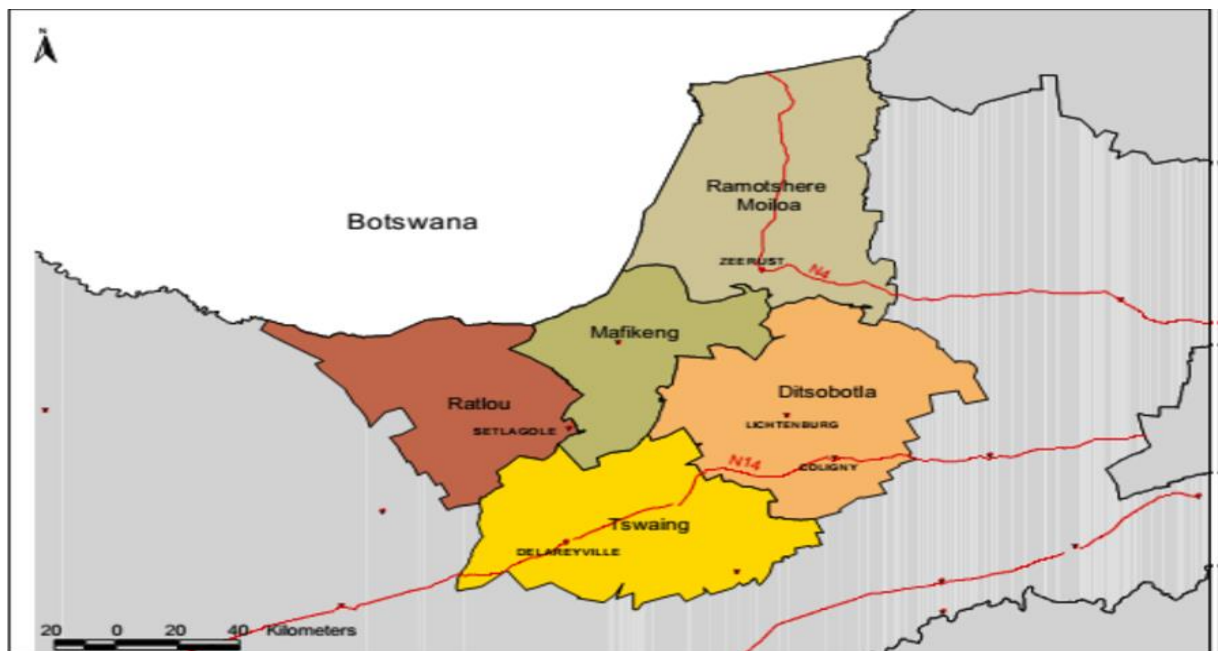 N
Ramotshere
Moiloa
Botswana
ZEERUST
N4
Mafikeng
Ditsobotla
Ratlou
LICHTENBURG
SETLAGOLE
N14
COLIGNY
Tswaing
DELAREYVILLE
20 0 20 40 Kilometers